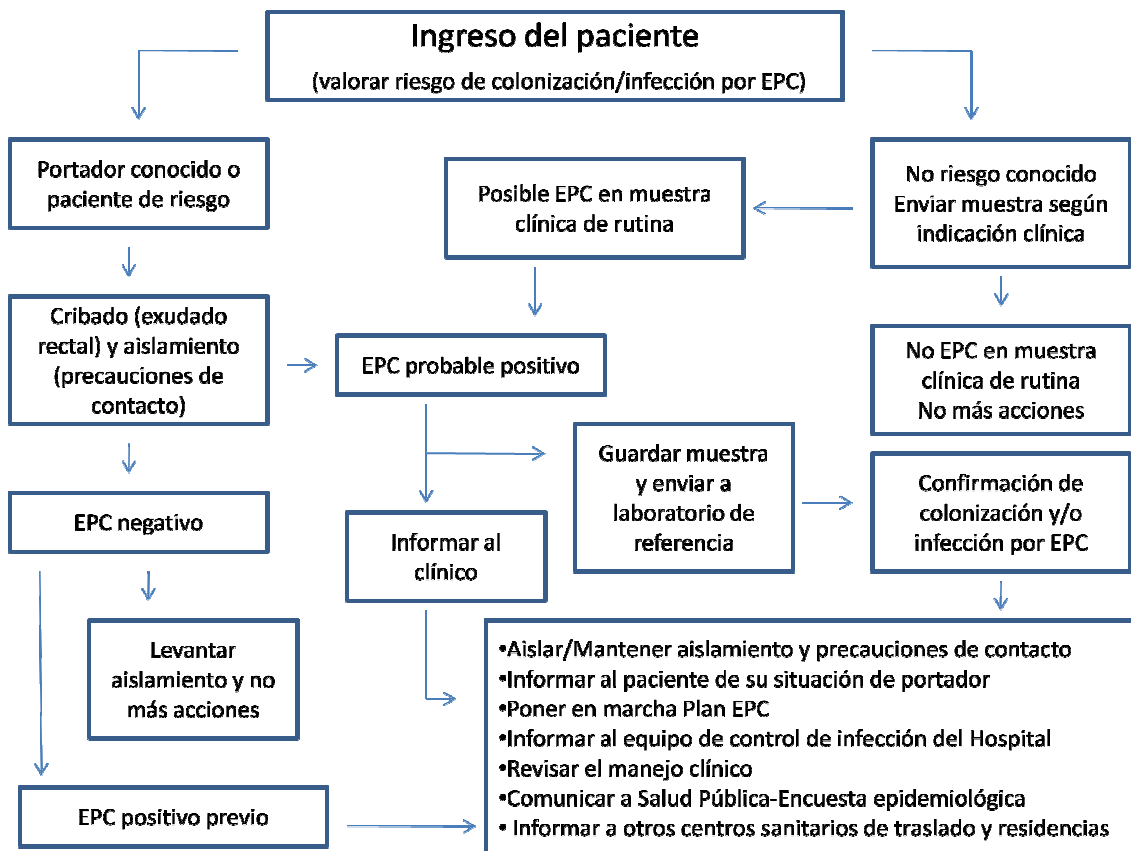 Ingreso del paciente
(valorar riesgo de colonización/infección por EPC)
Portador conocido o
paciente de riesgo
Posible EPC en muestra
clínica de rutina
No riesgo conocido
Enviar muestra según
indicación clínica
Cribado (exudado
rectal) y aislamiento
(precauciones de
contacto)
EPC probable positivo
No EPC en muestra
clínica de rutina
No más acciones
Guardar muestra
y enviar a
laboratorio de
referencia
Confirmación de
colonización y/o
infección por EPC
EPC negativo
Informar al
clínico
Levantar
aislamiento y no
más acciones
•Aislar/Mantener aislamiento y precauciones de contacto
•Informar al paciente de su situación de portador
•Poner en marcha Plan EPC
•Informar al equipo de control de infección del Hospital
•Revisar el manejo clínico
•Comunicar a Salud Pública-Encuesta epidemiológica
• Informar a otros centros sanitarios de traslado y residencias
EPC positivo previo